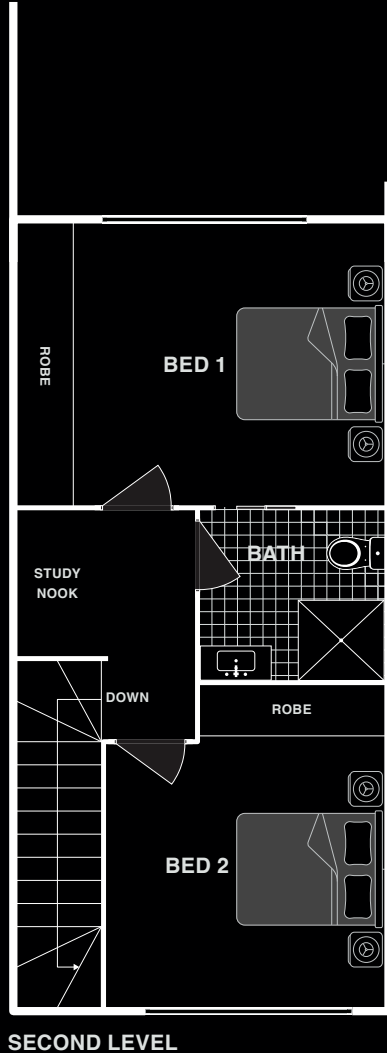 ROBE
BED 1
BATH
STUDY
NOOK
DOWN
ROBE
BED 2
SECOND LEVEL